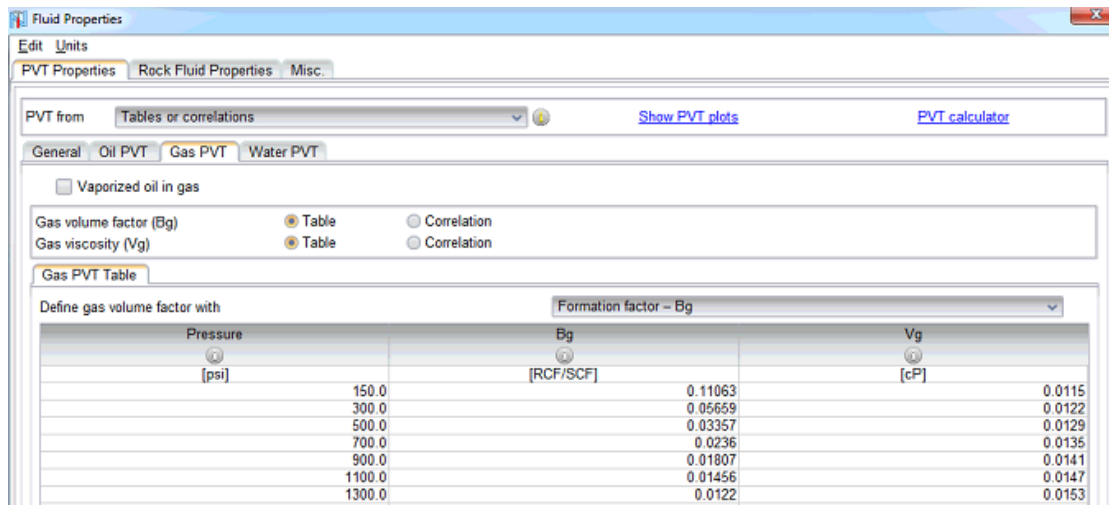 Fluid Properties
Edit Units
PVT Properties Rock Fluid Properties Misc.
PVT from Tables or correlations Show PVT plots PVT calculator
General Oil PVT Gas PVT Water PVT
Vaporized oil in gas
Gas volume factor (Bg) Table Correlation
Gas viscosity (Vg) Table Correlation
Gas PVT Table
Define gas volume factor with Formation factor – Bg
Pressure Bg Vg
[psi] [RCF/SCF] [cP]
150.0 0.11063 0.0115
300.0 0.05659 0.0122
500.0 0.03357 0.0129
700.0 0.0236 0.0135
900.0 0.01807 0.0141
1100.0 0.01456 0.0147
1300.0 0.0122 0.0153